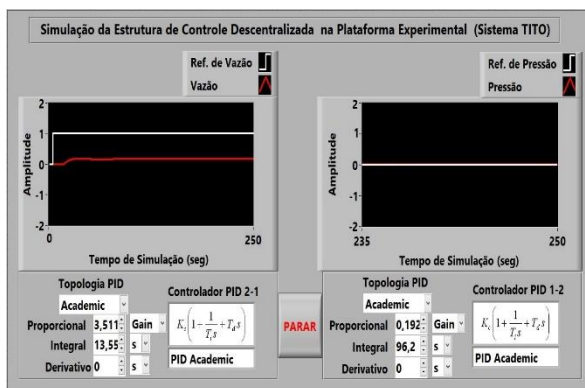 Simulação da Estrutura de Controle Descentralizada na Plataforma Experimental (Sistema TITO)
Ref. de Vazão
Vazão
Amplitude
2
1
0
-1
-2
0
250
Tempo de Simulação (seg)
Ref. de Pressão
Pressão
Amplitude
2
1
0
-1
-2
235
250
Tempo de Simulação (seg)
Topologia PID
Academic
Proporcional 3,511 Gain
Integral 13,55 s
Derivativo 0 s
Controlador PID 2-1
PID Academic
PARAR
Topologia PID
Academic
Proporcional 0,192 Gain
Integral 96,2 s
Derivativo 0 s
Controlador PID 1-2
PID Academic